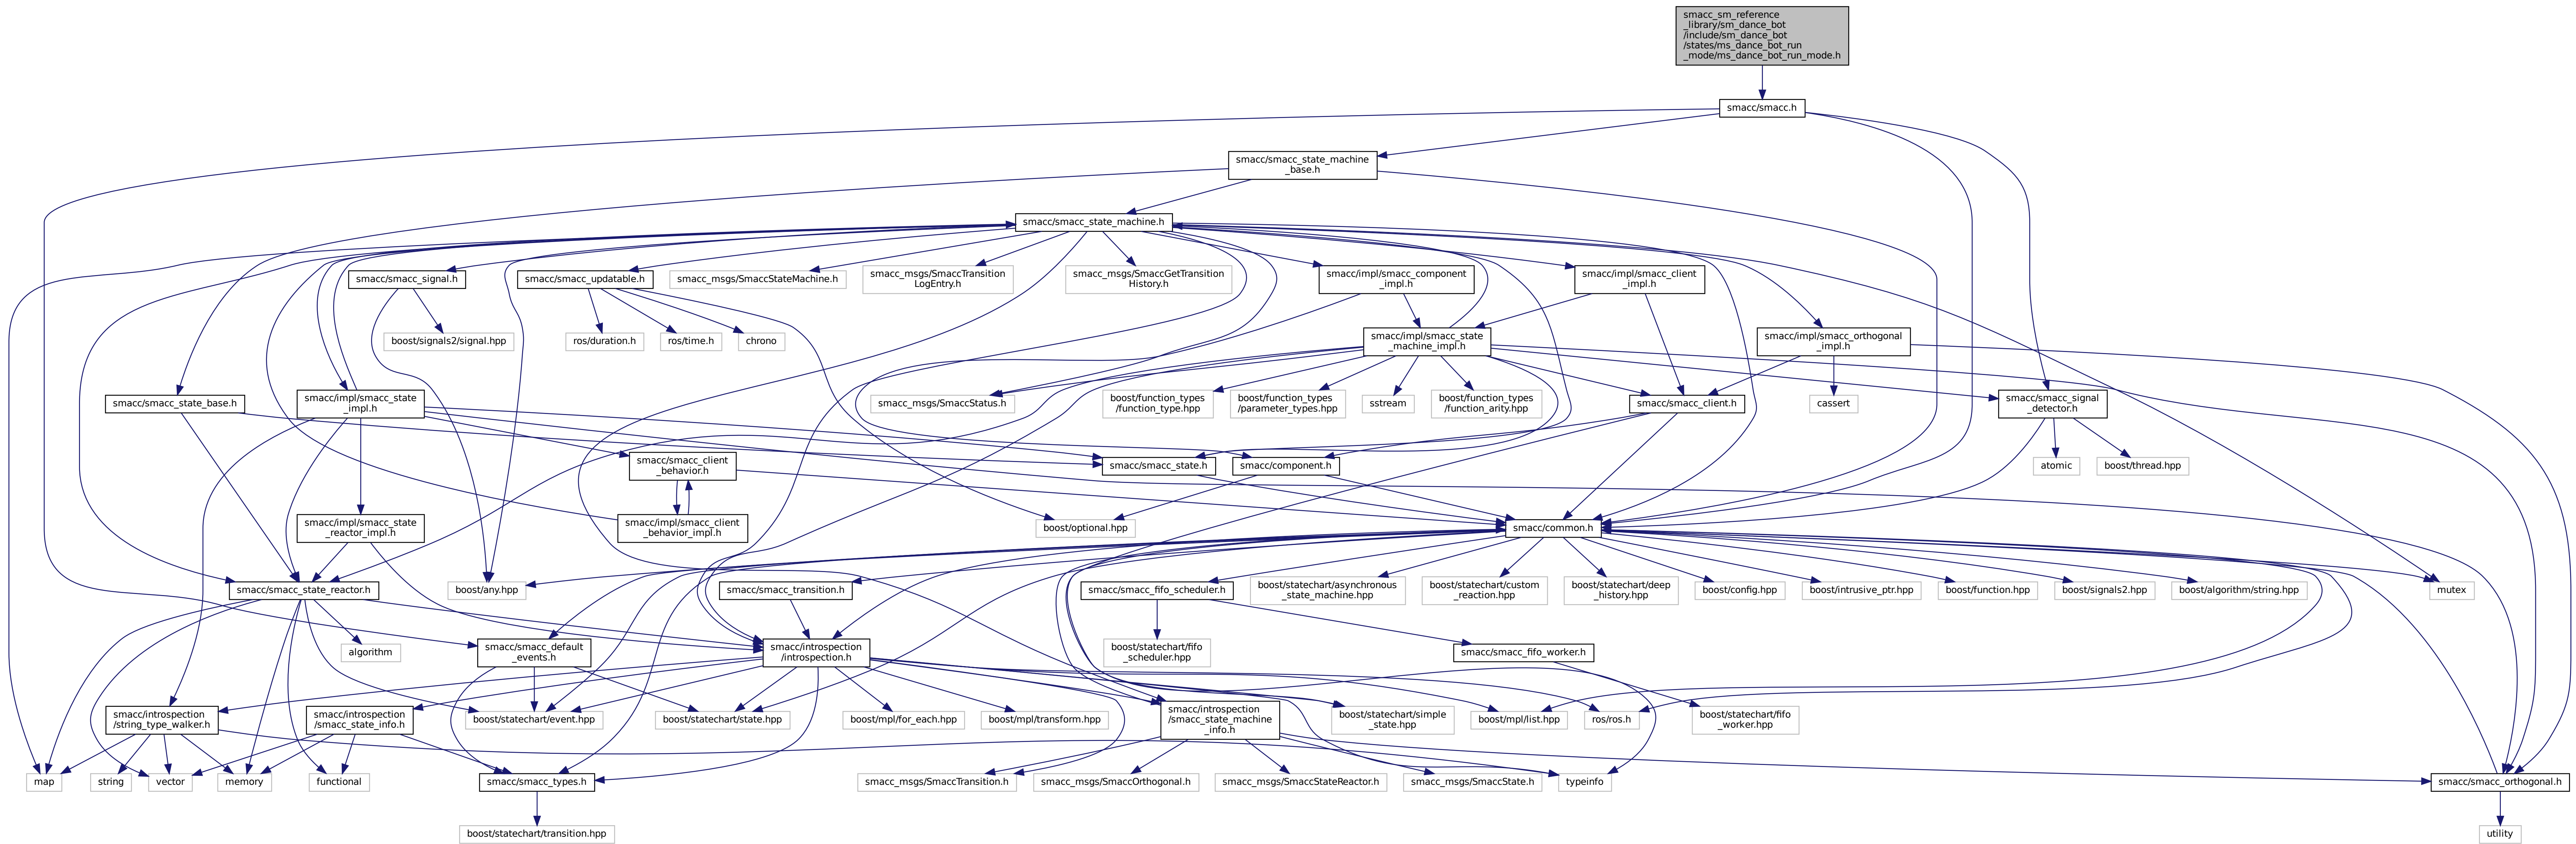 smacc_sm_reference
_library/sm_dance_bot
/include/sm_dance_bot
/states/ms_dance_bot_run
_mode/ms_dance_bot_run_mode.h
smacc/smacc.h
smacc/smacc_state_machine
_base.h
smacc/smacc_state_machine.h
smacc/smacc_signal.h
smacc/smacc_updatable.h
smacc_msgs/SmaccStateMachine.h
smacc_msgs/SmaccTransition
LogEntry.h
smacc_msgs/SmaccGetTransition
History.h
smacc/impl/smacc_component
_impl.h
smacc/impl/smacc_client
_impl.h
boost/signals2/signal.hpp
ros/duration.h
ros/time.h
chrono
smacc/impl/smacc_state
_machine_impl.h
smacc/impl/smacc_orthogonal
_impl.h
smacc/smacc_state_base.h
smacc/impl/smacc_state
_impl.h
smacc_msgs/SmaccStatus.h
boost/function_types
/function_type.hpp
boost/function_types
/parameter_types.hpp
sstream
boost/function_types
/function_arity.hpp
smacc/smacc_client.h
cassert
smacc/smacc_signal
_detector.h
smacc/smacc_client
_behavior.h
smacc/smacc_state.h
smacc/component.h
atomic
boost/thread.hpp
smacc/impl/smacc_state
_reactor_impl.h
smacc/impl/smacc_client
_behavior_impl.h
boost/optional.hpp
smacc/common.h
smacc/smacc_state_reactor.h
boost/any.hpp
smacc/smacc_transition.h
smacc/smacc_fifo_scheduler.h
boost/statechart/asynchronous
_state_machine.hpp
boost/statechart/custom
_reaction.hpp
boost/statechart/deep
_history.hpp
boost/config.hpp
boost/intrusive_ptr.hpp
boost/function.hpp
boost/signals2.hpp
boost/algorithm/string.hpp
mutex
algorithm
smacc/smacc_default
_events.h
smacc/introspection
/introspection.h
boost/statechart/fifo
_scheduler.hpp
smacc/smacc_fifo_worker.h
smacc/introspection
/string_type_walker.h
smacc/introspection
/smacc_state_info.h
boost/statechart/event.hpp
boost/statechart/state.hpp
boost/mpl/for_each.hpp
boost/mpl/transform.hpp
smacc/introspection
/smacc_state_machine
_info.h
boost/statechart/simple
_state.hpp
boost/mpl/list.hpp
ros/ros.h
boost/statechart/fifo
_worker.hpp
map
string
vector
memory
functional
smacc/smacc_types.h
smacc_msgs/SmaccTransition.h
smacc_msgs/SmaccOrthogonal.h
smacc_msgs/SmaccStateReactor.h
smacc_msgs/SmaccState.h
typeinfo
smacc/smacc_orthogonal.h
boost/statechart/transition.hpp
utility